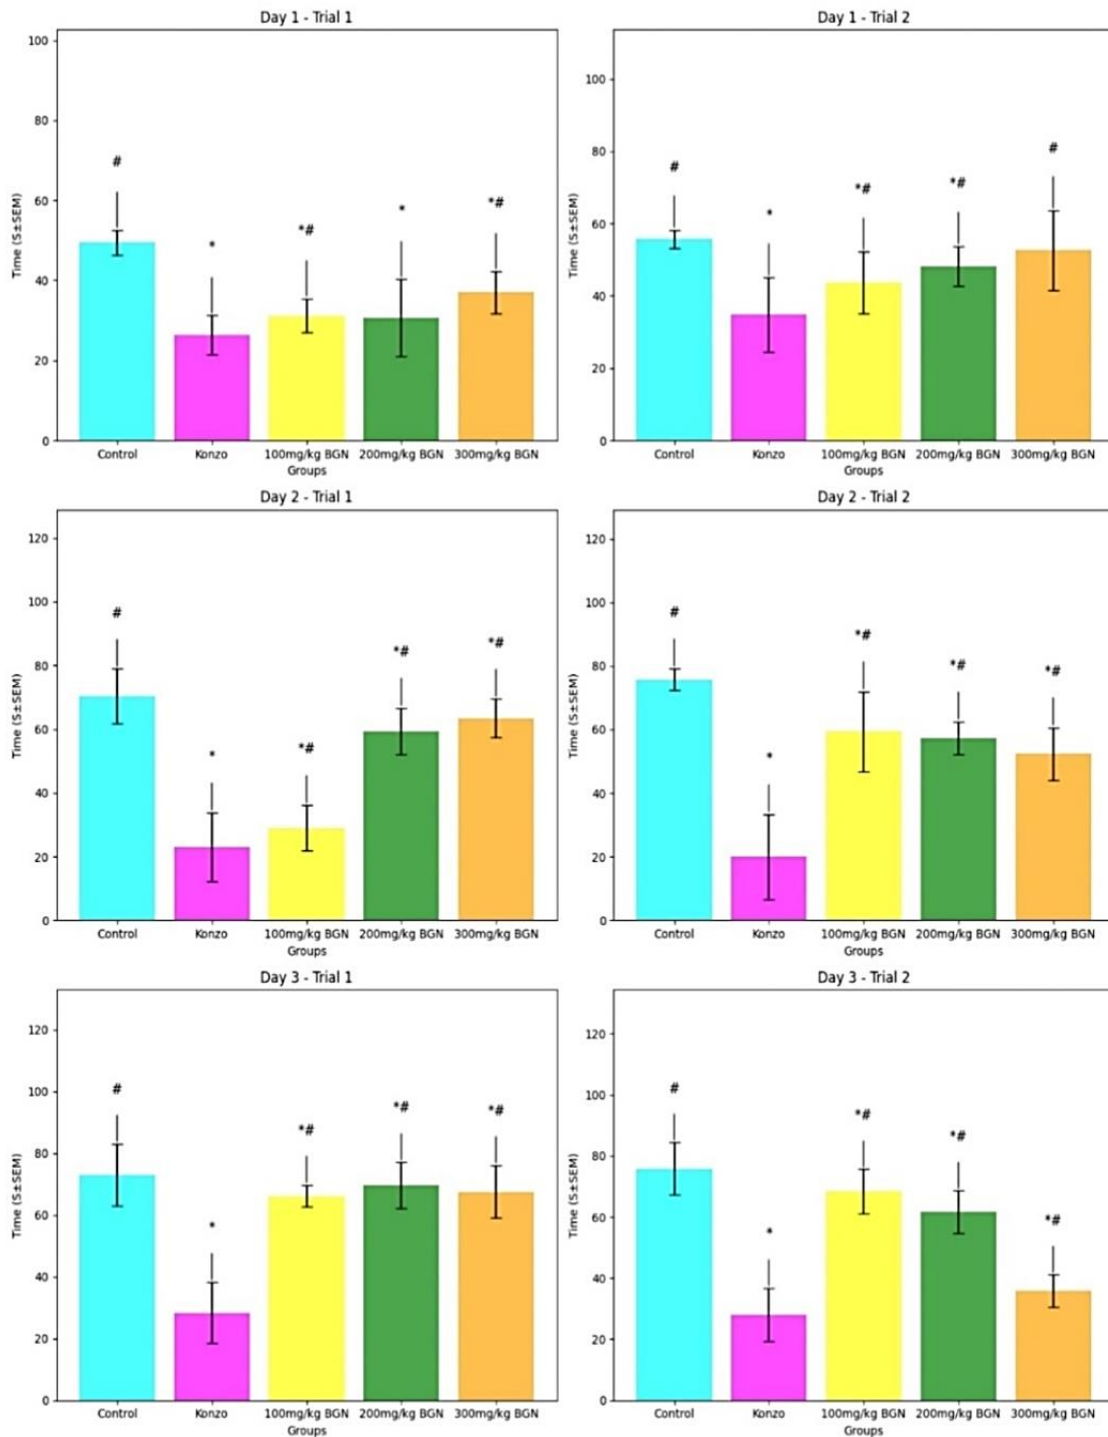 Day 1 - Trial 1
100
80
60
40
20
0
Time (S±SEM)
#
*
*#
*
*#
Control Konzo 100mg/kg BGN 200mg/kg BGN 300mg/kg BGN
Groups
Day 1 - Trial 2
100
80
60
40
20
0
Time (S±SEM)
#
*
*#
*#
#
Control Konzo 100mg/kg BGN 200mg/kg BGN 300mg/kg BGN
Groups
Day 2 - Trial 1
120
100
80
60
40
20
0
Time (S±SEM)
#
*
*#
*#
*#
Control Konzo 100mg/kg BGN 200mg/kg BGN 300mg/kg BGN
Groups
Day 2 - Trial 2
120
100
80
60
40
20
0
Time (S±SEM)
#
*
*#
*#
*#
Control Konzo 100mg/kg BGN 200mg/kg BGN 300mg/kg BGN
Groups
Day 3 - Trial 1
120
100
80
60
40
20
0
Time (S±SEM)
#
*
*#
*#
*#
Control Konzo 100mg/kg BGN 200mg/kg BGN 300mg/kg BGN
Groups
Day 3 - Trial 2
120
100
80
60
40
20
0
Time (S±SEM)
#
*
*#
*#
*#
Control Konzo 100mg/kg BGN 200mg/kg BGN 300mg/kg BGN
Groups